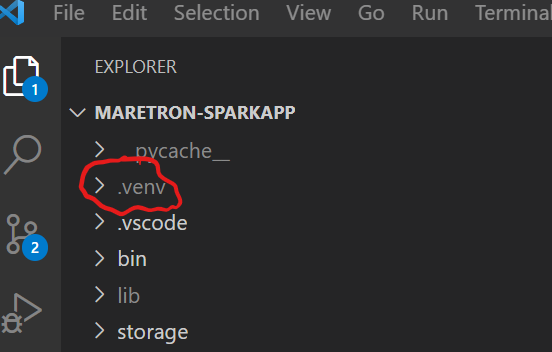 File Edit Selection View Go Run Terminal
EXPLORER
1
MARETRON-SPARKAPP
__pycache__
.venv
.vscode
2
bin
lib
storage